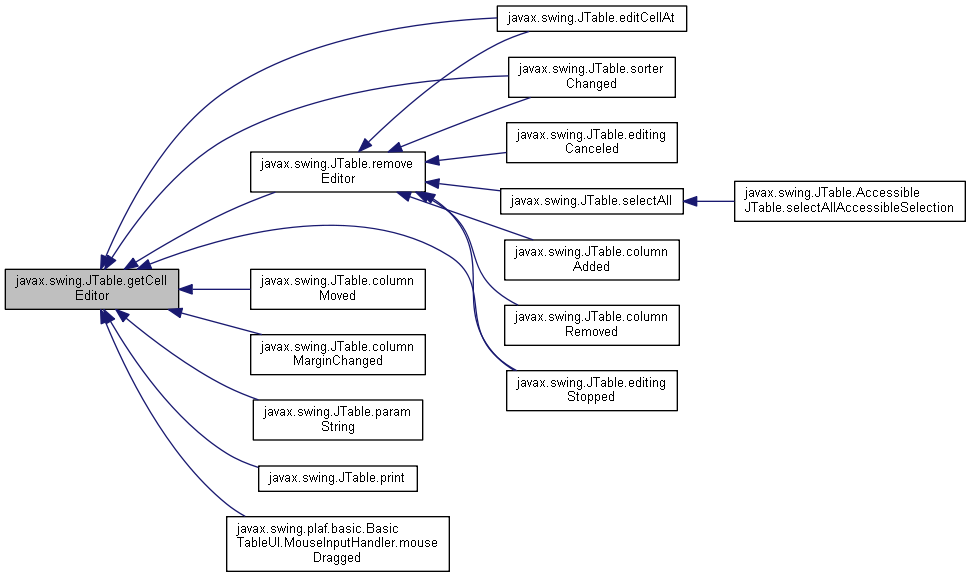 javax.swing.JTable.editCellAt
javax.swing.JTable.sorter
Changed
javax.swing.JTable.editing
Canceled
javax.swing.JTable.remove
Editor
javax.swing.JTable.selectAll
javax.swing.JTable.Accessible
JTable.selectAllAccessibleSelection
javax.swing.JTable.column
Added
javax.swing.JTable.getCell
Editor
javax.swing.JTable.column
Moved
javax.swing.JTable.column
Removed
javax.swing.JTable.column
MarginChanged
javax.swing.JTable.editing
Stopped
javax.swing.JTable.param
String
javax.swing.JTable.print
javax.swing.plaf.basic.Basic
TableUI.MouseInputHandler.mouse
Dragged